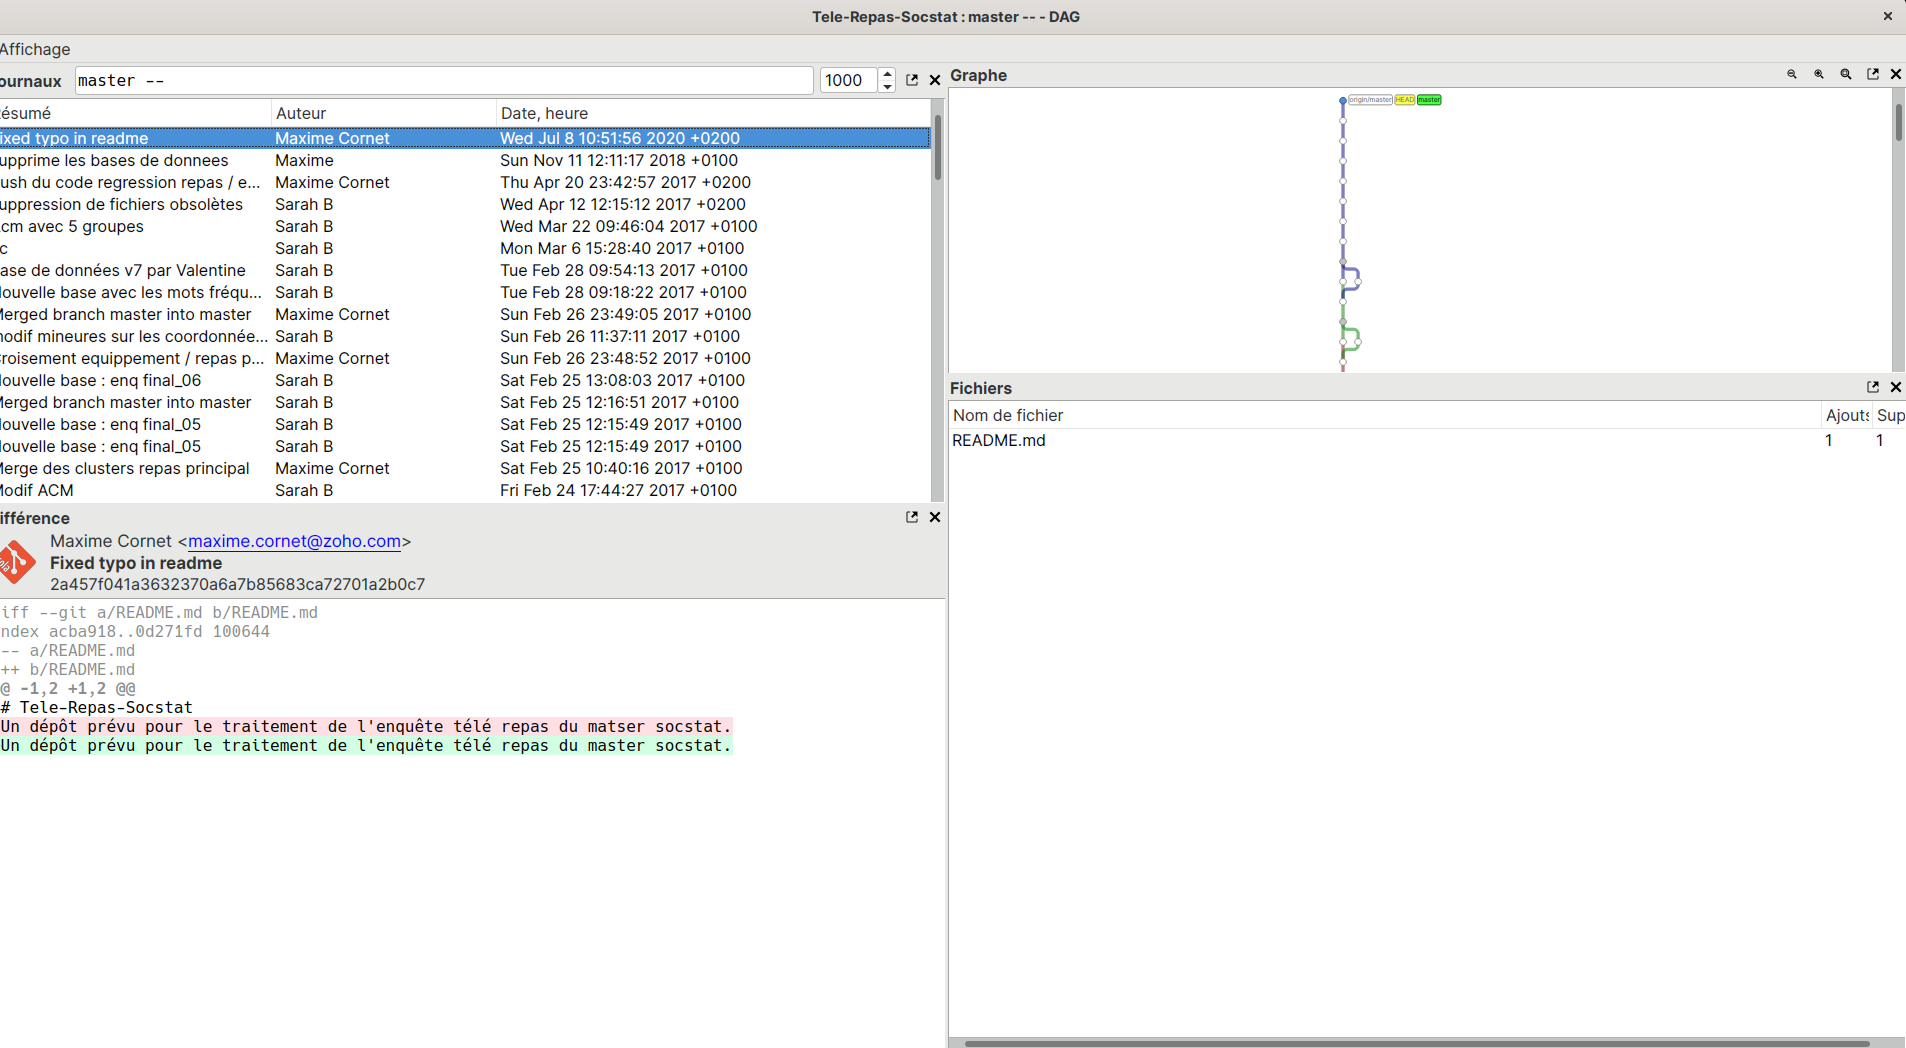 Tele-Repas-Socstat : master -- - DAG
Affichage
ournaux master -- 1000
ésumé Auteur Date, heure
ixed typo in readme Maxime Cornet Wed Jul 8 10:51:56 2020 +0200
upprime les bases de donnees Maxime Sun Nov 11 12:11:17 2018 +0100
ush du code regression repas / e... Maxime Cornet Thu Apr 20 23:42:57 2017 +0200
uppression de fichiers obsolètes Sarah B Wed Apr 12 12:15:12 2017 +0200
cm avec 5 groupes Sarah B Wed Mar 22 09:46:04 2017 +0100
c Sarah B Mon Mar 6 15:28:40 2017 +0100
ase de données v7 par Valentine Sarah B Tue Feb 28 09:54:13 2017 +0100
ouvelle base avec les mots fréqu... Sarah B Tue Feb 28 09:18:22 2017 +0100
Merged branch master into master Maxime Cornet Sun Feb 26 23:49:05 2017 +0100
modif mineures sur les coordonnée... Sarah B Sun Feb 26 11:37:11 2017 +0100
Croisement equippement / repas p... Maxime Cornet Sun Feb 26 23:48:52 2017 +0100
ouvelle base : enq final_06 Sarah B Sat Feb 25 13:08:03 2017 +0100
Merged branch master into master Sarah B Sat Feb 25 12:16:51 2017 +0100
ouvelle base : enq final_05 Sarah B Sat Feb 25 12:15:49 2017 +0100
ouvelle base : enq final_05 Sarah B Sat Feb 25 12:15:49 2017 +0100
Merge des clusters repas principal Maxime Cornet Sat Feb 25 10:40:16 2017 +0100
Modif ACM Sarah B Fri Feb 24 17:44:27 2017 +0100
ifférence
Maxime Cornet <maxime.cornet@zoho.com>
Fixed typo in readme
2a457f041a3632370a6a7b85683ca72701a2b0c7
iff --git a/README.md b/README.md
ndex acba918..0d271fd 100644
-- a/README.md
++ b/README.md
@ -1,2 +1,2 @@
# Tele-Repas-Socstat
Un dépôt prévu pour le traitement de l'enquête télé repas du matser socstat.
Un dépôt prévu pour le traitement de l'enquête télé repas du master socstat.
Graphe
origin/master HEAD master
Fichiers
Nom de fichier Ajouts Sup
README.md 1 1